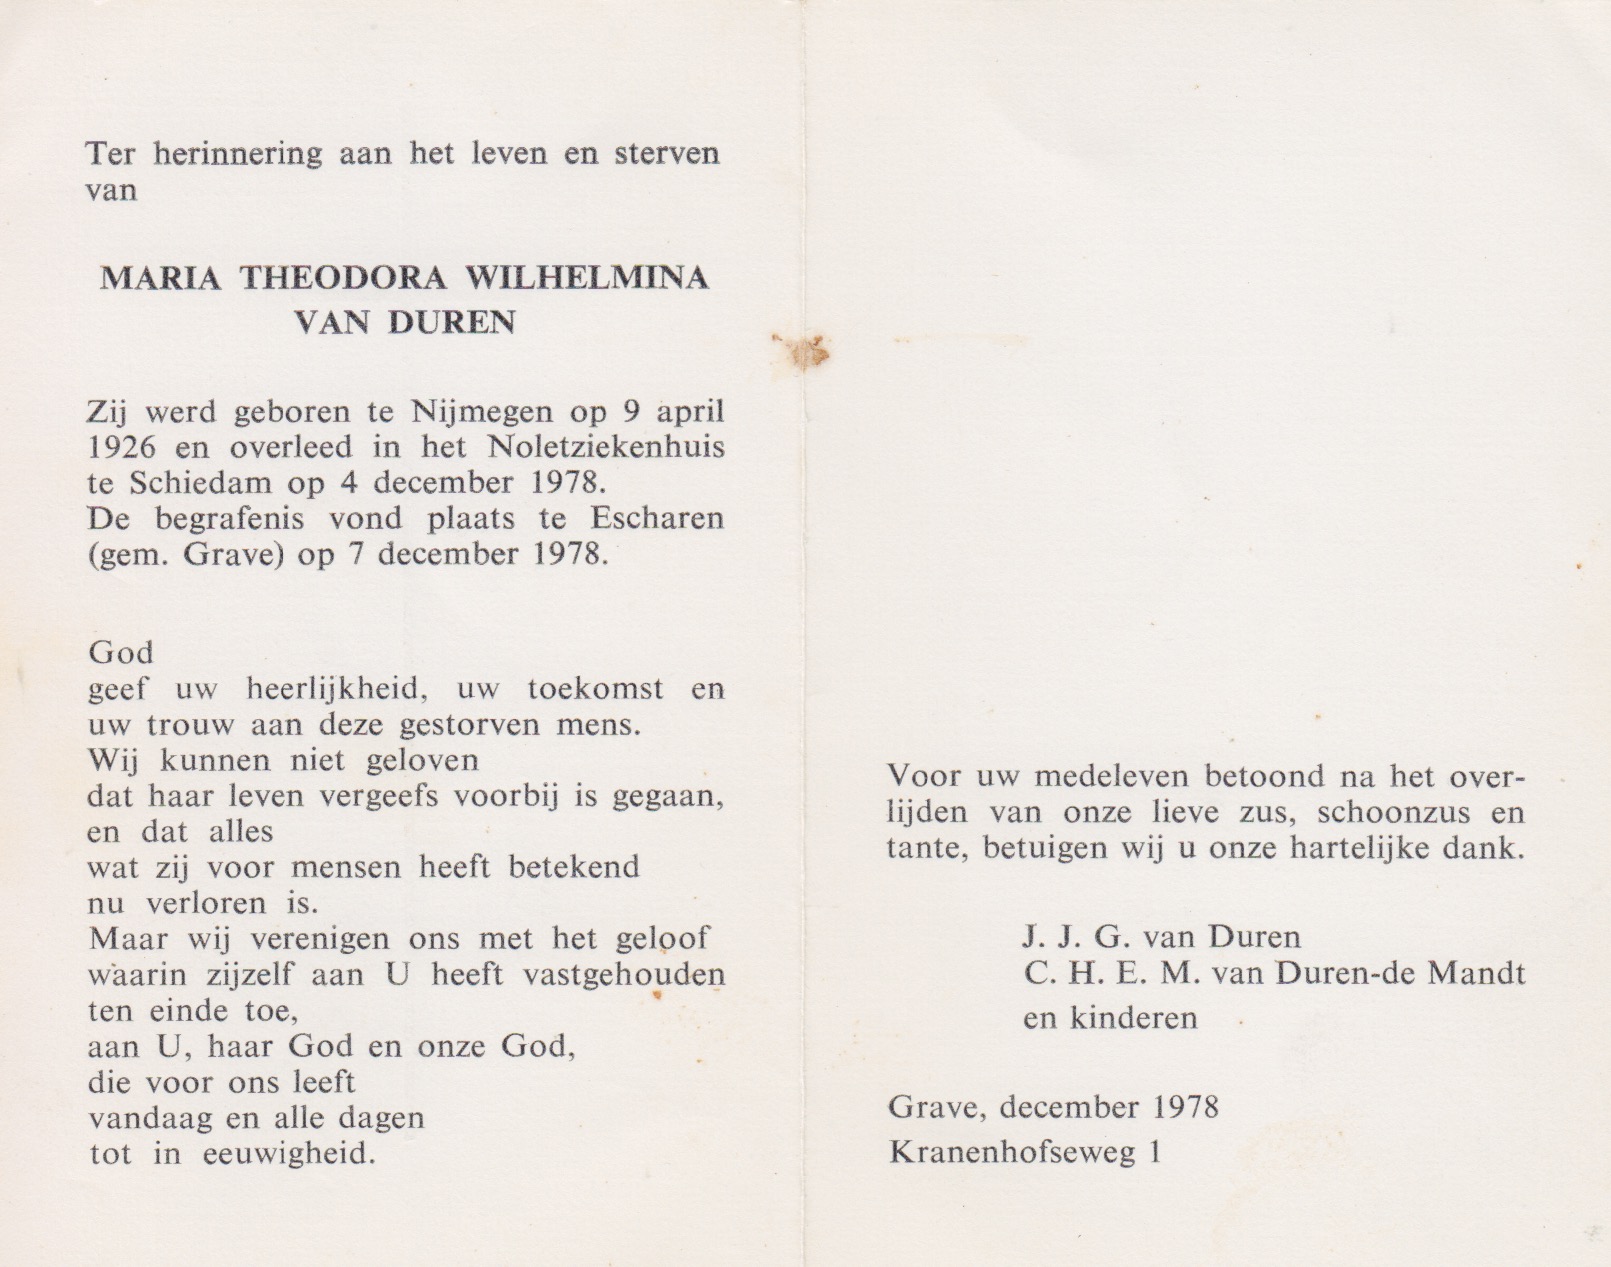 Ter herinnering aan het leven en sterven
van
MARIA THEODORA WILHELMINA
VAN DUREN
Zij werd geboren te Nijmegen op 9 april
1926 en overleed in het Noletziekenhuis
te Schiedam op 4 december 1978.
De begrafenis vond plaats te Escharen
(gem. Grave) op 7 december 1978.
God
geef uw heerlijkheid, uw toekomst en
uw trouw aan deze gestorven mens.
Wij kunnen niet geloven
dat haar leven vergeefs voorbij is gegaan,
en dat alles
wat zij voor mensen heeft betekend
nu verloren is.
Maar wij verenigen ons met het geloof
waarin zijzelf aan U heeft vastgehouden
ten einde toe,
aan U, haar God en onze God,
die voor ons leeft
vandaag en alle dagen
tot in eeuwigheid.
Voor uw medeleven betoond na het over-
lijden van onze lieve zus, schoonzus en
tante, betuigen wij u onze hartelijke dank.
J. J. G. van Duren
C. H. E. M. van Duren-de Mandt
en kinderen
Grave, december 1978
Kranenhofseweg 1